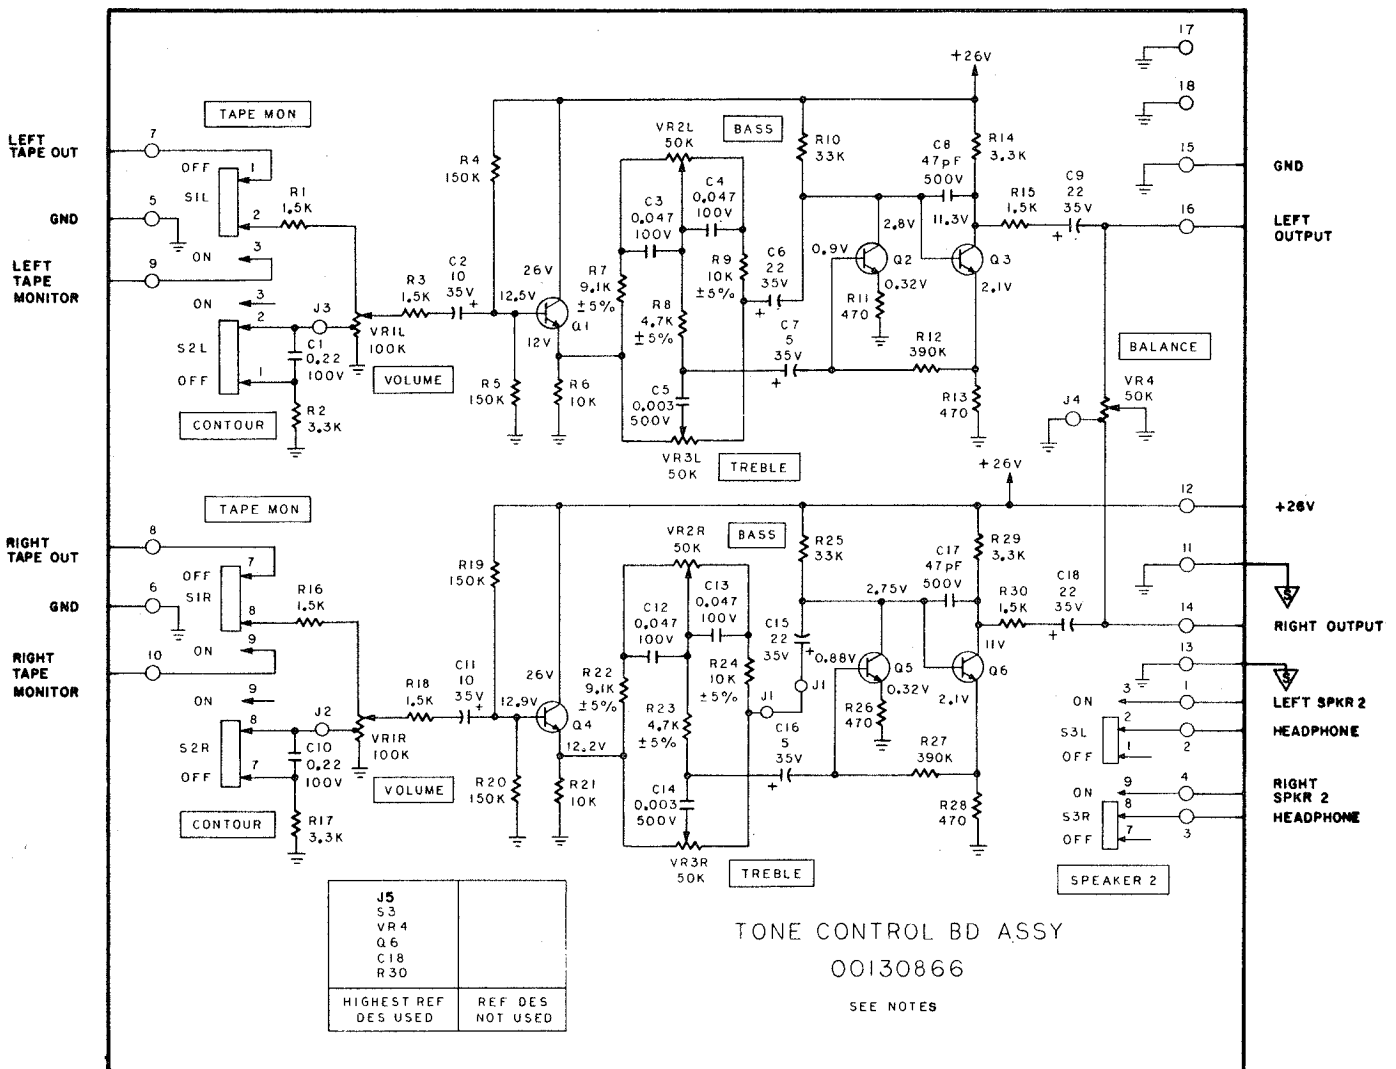 LEFT
TAPE OUT
7
TAPE MON
OFF
1
S1L
2
R1
1.5K
GND
5
ON
3
LEFT
TAPE
MONITOR
9
ON
3
2
J3
S2L
C1
0.22
100V
OFF
1
VR1L
100K
VOLUME
CONTOUR
R2
3.3K
R3
1.5K
C2
10
35V
+
R4
150K
12.5V
26V
Q1
12V
R5
150K
R6
10K
VR2L
50K
BASS
C3
0.047
100V
C4
0.047
100V
R7
9.1K
±5%
R8
4.7K
±5%
R9
10K
±5%
C5
0.003
500V
VR3L
50K
TREBLE
C6
22
35V
+
C7
5
35V
+
R10
33K
C8
47pF
500V
0.9V
2.8V
Q2
0.32V
R11
470
11.3V
Q3
2.1V
R12
390K
R13
470
+26V
R14
3.3K
R15
1.5K
C9
22
35V
+
17
18
15
GND
16
LEFT
OUTPUT
BALANCE
VR4
50K
J4
+26V
12
+26V
11
S
14
RIGHT OUTPUT
13
S
RIGHT
TAPE OUT
8
TAPE MON
OFF
7
S1R
8
R16
1.5K
GND
6
ON
9
RIGHT
TAPE
MONITOR
10
ON
9
8
J2
S2R
C10
0.22
100V
OFF
7
VR1R
100K
VOLUME
CONTOUR
R17
3.3K
R18
1.5K
C11
10
35V
+
R19
150K
12.9V
26V
Q4
12.2V
R20
150K
R21
10K
VR2R
50K
BASS
C12
0.047
100V
C13
0.047
100V
R22
9.1K
±5%
R23
4.7K
±5%
R24
10K
±5%
C14
0.003
500V
VR3R
50K
TREBLE
J1
J1
C15
22
35V
+
C16
5
35V
+
R25
33K
C17
47pF
500V
0.88V
2.75V
Q5
0.32V
R26
470
11V
Q6
2.1V
R27
390K
R28
470
R29
3.3K
R30
1.5K
C18
22
35V
+
ON
3
1
LEFT SPKR 2
S3L
2
2
HEADPHONE
OFF
1
ON
9
4
RIGHT
SPKR 2
S3R
8
3
HEADPHONE
OFF
7
SPEAKER 2
J5
S3
VR4
Q6
C18
R30
HIGHEST REF
DES USED
REF DES
NOT USED
TONE CONTROL BD ASSY
00130866
SEE NOTES